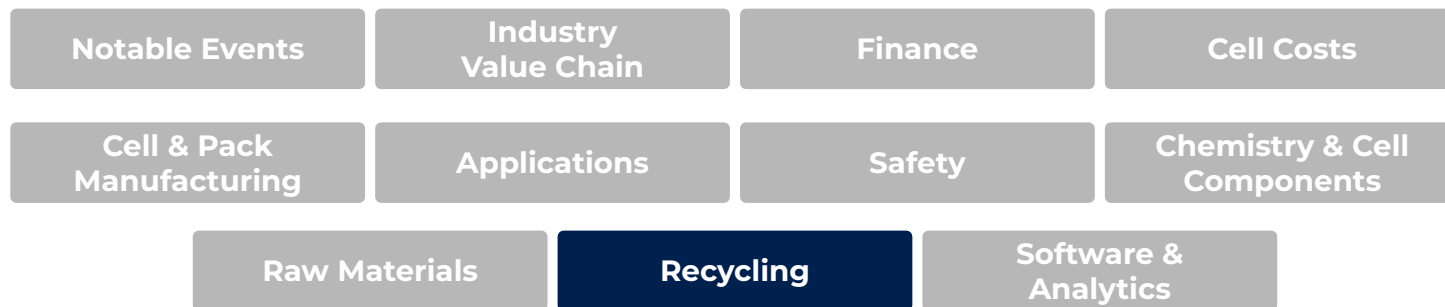 Notable Events
Industry
Value Chain
Finance
Cell Costs
Cell & Pack
Manufacturing
Applications
Safety
Chemistry & Cell
Components
Raw Materials
Recycling
Software &
Analytics